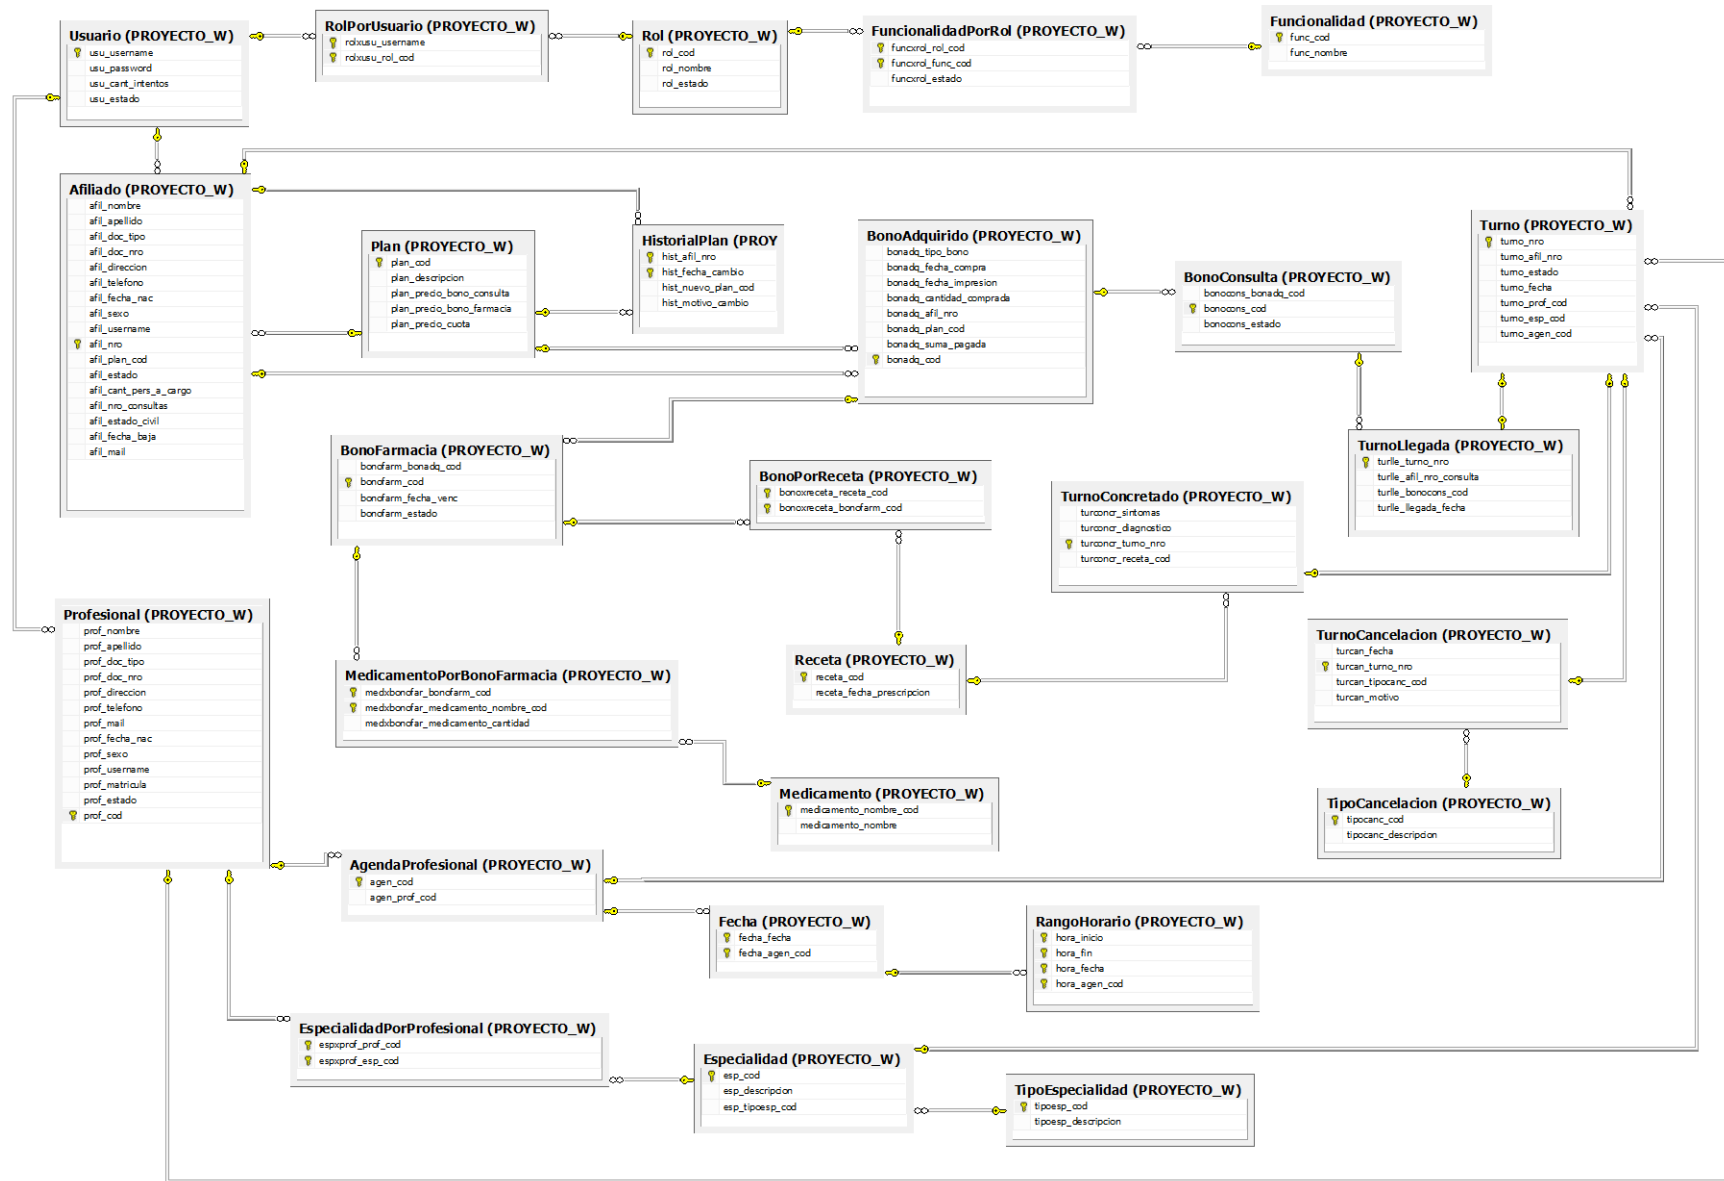 Usuario (PROYECTO_W)
usu_username
usu_password
usu_cant_intentos
usu_estado
RolPorUsuario (PROYECTO_W)
rolxusu_username
rolxusu_rol_cod
Rol (PROYECTO_W)
rol_cod
rol_nombre
rol_estado
FuncionalidadPorRol (PROYECTO_W)
funcxrol_rol_cod
funcxrol_func_cod
funcxrol_estado
Funcionalidad (PROYECTO_W)
func_cod
func_nombre
Afiliado (PROYECTO_W)
afil_nombre
afil_apellido
afil_doc_tipo
afil_doc_nro
afil_direccion
afil_telefono
afil_fecha_nac
afil_sexo
afil_username
afil_nro
afil_plan_cod
afil_estado
afil_cant_pers_a_cargo
afil_nro_consultas
afil_estado_civil
afil_fecha_baja
afil_mail
Plan (PROYECTO_W)
plan_cod
plan_descripcion
plan_precio_bono_consulta
plan_precio_bono_farmacia
plan_precio_cuota
HistorialPlan (PROY
hist_afil_nro
hist_fecha_cambio
hist_nuevo_plan_cod
hist_motivo_cambio
BonoAdquirido (PROYECTO_W)
bonadq_tipo_bono
bonadq_fecha_compra
bonadq_fecha_impresion
bonadq_cantidad_comprada
bonadq_afil_nro
bonadq_plan_cod
bonadq_suma_pagada
bonadq_cod
BonoConsulta (PROYECTO_W)
bonocons_bonadq_cod
bonocons_cod
bonocons_estado
Turno (PROYECTO_W)
turno_nro
turno_afil_nro
turno_estado
turno_fecha
turno_prof_cod
turno_esp_cod
turno_agen_cod
BonoFarmacia (PROYECTO_W)
bonofarm_bonadq_cod
bonofarm_cod
bonofarm_fecha_venc
bonofarm_estado
BonoPorReceta (PROYECTO_W)
bonoxreceta_receta_cod
bonoxreceta_bonofarm_cod
TurnoConcretado (PROYECTO_W)
turconcr_sintomas
turconcr_diagnostico
turconcr_turno_nro
turconcr_receta_cod
TurnoLlegada (PROYECTO_W)
turlle_turno_nro
turlle_afil_nro_consulta
turlle_bonocons_cod
turlle_llegada_fecha
Profesional (PROYECTO_W)
prof_nombre
prof_apellido
prof_doc_tipo
prof_doc_nro
prof_direccion
prof_telefono
prof_mail
prof_fecha_nac
prof_sexo
prof_username
prof_matricula
prof_estado
prof_cod
MedicamentoPorBonoFarmacia (PROYECTO_W)
medxbonofar_bonofarm_cod
medxbonofar_medicamento_nombre_cod
medxbonofar_medicamento_cantidad
Receta (PROYECTO_W)
receta_cod
receta_fecha_prescripcion
TurnoCancelacion (PROYECTO_W)
turcan_fecha
turcan_turno_nro
turcan_tipocanc_cod
turcan_motivo
Medicamento (PROYECTO_W)
medicamento_nombre_cod
medicamento_nombre
TipoCancelacion (PROYECTO_W)
tipocanc_cod
tipocanc_descripcion
AgendaProfesional (PROYECTO_W)
agen_cod
agen_prof_cod
Fecha (PROYECTO_W)
fecha_fecha
fecha_agen_cod
RangoHorario (PROYECTO_W)
hora_inicio
hora_fin
hora_fecha
hora_agen_cod
EspecialidadPorProfesional (PROYECTO_W)
espxprof_prof_cod
espxprof_esp_cod
Especialidad (PROYECTO_W)
esp_cod
esp_descripcion
esp_tipoesp_cod
TipoEspecialidad (PROYECTO_W)
tipoesp_cod
tipoesp_descripcion